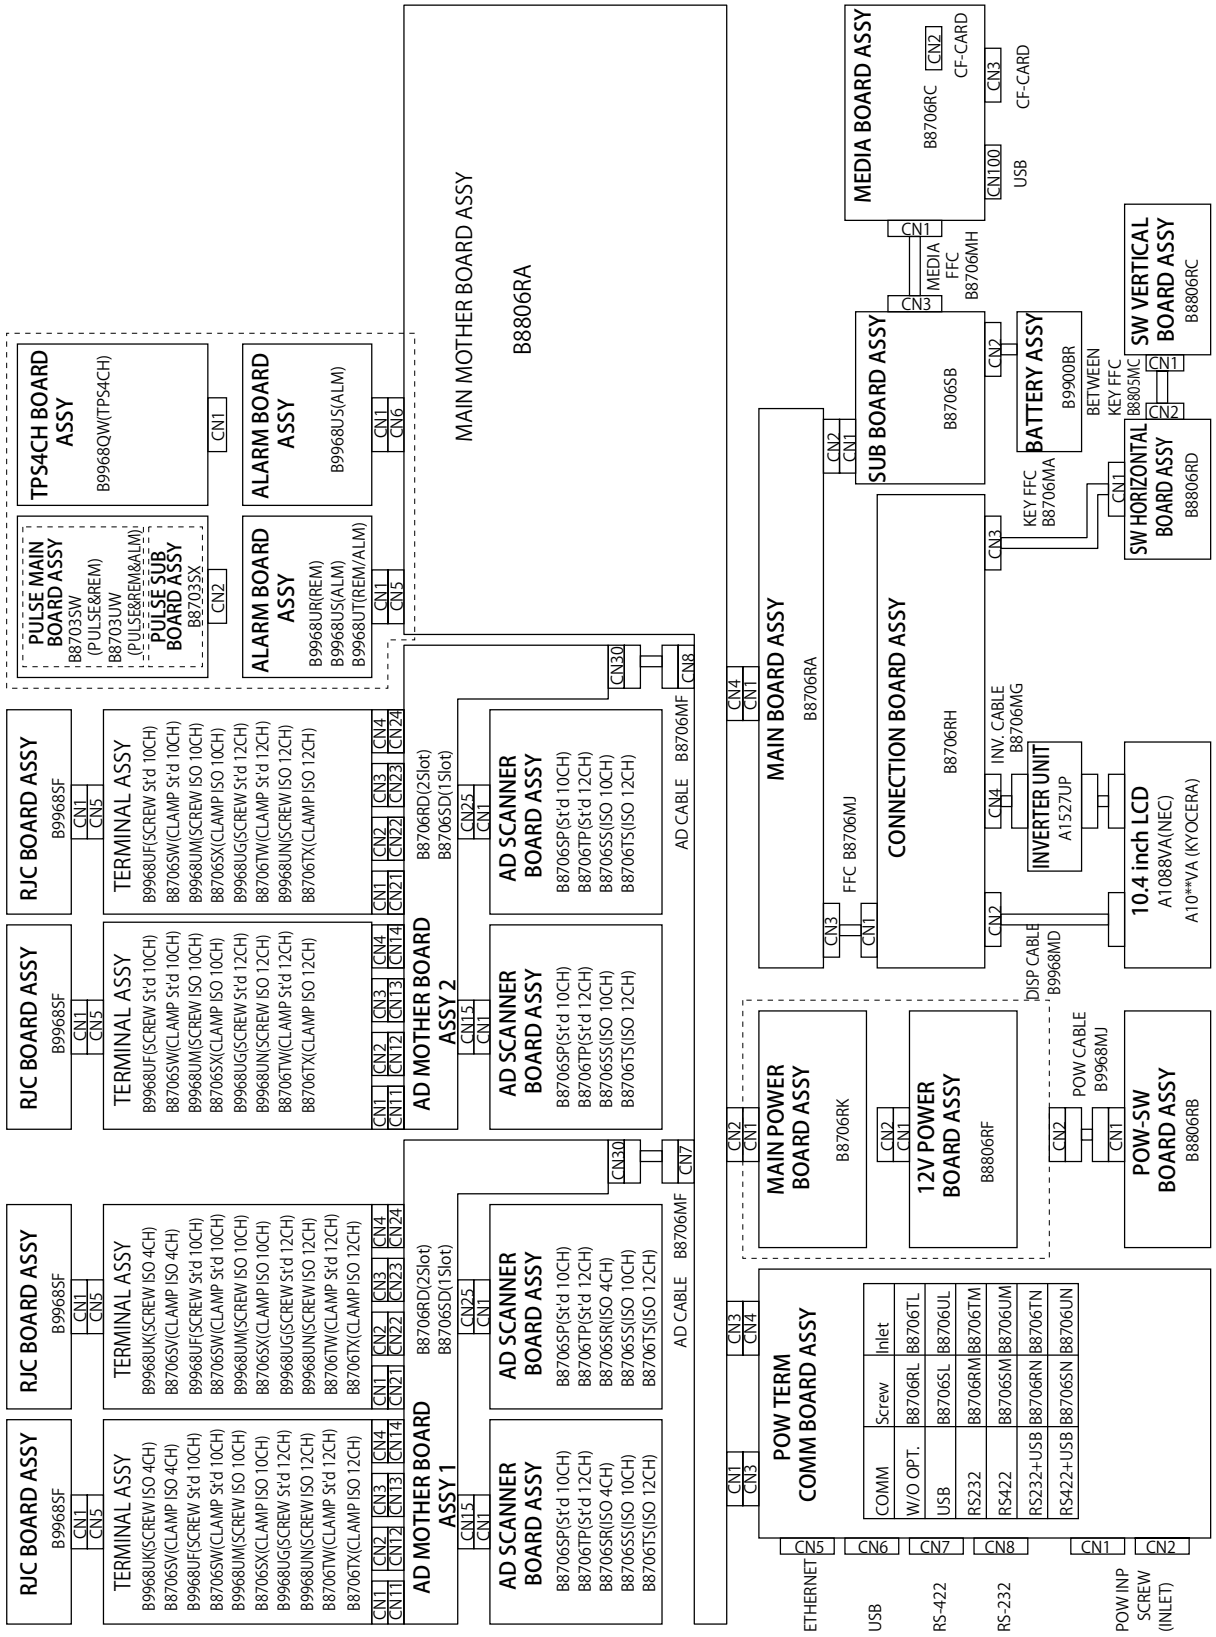 RJC BOARD ASSY
B9968SF
CN1
CN5
TERMINAL ASSY
B9968UK(SCREW ISO 4CH)
B8706SV(CLAMP ISO 4CH)
B9968UF(SCREW St'd 10CH)
B8706SW(CLAMP St'd 10CH)
B9968UM(SCREW ISO 10CH)
B8706SX(CLAMP ISO 10CH)
B9968UG(SCREW St'd 12CH)
B9968UN(SCREW ISO 12CH)
B8706TW(CLAMP St'd 12CH)
B8706TX(CLAMP ISO 12CH)
CN1 CN2 CN3 CN4
CN11 CN12 CN13 CN14
RJC BOARD ASSY
B9968SF
CN1
CN5
TERMINAL ASSY
B9968UK(SCREW ISO 4CH)
B8706SV(CLAMP ISO 4CH)
B9968UF(SCREW St'd 10CH)
B8706SW(CLAMP St'd 10CH)
B9968UM(SCREW ISO 10CH)
B8706SX(CLAMP ISO 10CH)
B9968UG(SCREW St'd 12CH)
B9968UN(SCREW ISO 12CH)
B8706TW(CLAMP St'd 12CH)
B8706TX(CLAMP ISO 12CH)
CN1 CN2 CN3 CN4
CN21 CN22 CN23 CN24
AD MOTHER BOARD
ASSY 1
B8706RD(2Slot)
B8706SD(1Slot)
CN15
CN1
AD SCANNER
BOARD ASSY
B8706SP(St'd 10CH)
B8706TP(St'd 12CH)
B8706SR(ISO 4CH)
B8706SS(ISO 10CH)
B8706TS(ISO 12CH)
CN25
CN1
AD SCANNER
BOARD ASSY
B8706SP(St'd 10CH)
B8706TP(St'd 12CH)
B8706SR(ISO 4CH)
B8706SS(ISO 10CH)
B8706TS(ISO 12CH)
CN30
CN7
AD CABLE B8706MF
RJC BOARD ASSY
B9968SF
CN1
CN5
TERMINAL ASSY
B9968UF(SCREW St'd 10CH)
B8706SW(CLAMP St'd 10CH)
B9968UM(SCREW ISO 10CH)
B8706SX(CLAMP ISO 10CH)
B9968UG(SCREW St'd 12CH)
B9968UN(SCREW ISO 12CH)
B8706TW(CLAMP St'd 12CH)
B8706TX(CLAMP ISO 12CH)
CN1 CN2 CN3 CN4
CN11 CN12 CN13 CN14
RJC BOARD ASSY
B9968SF
CN1
CN5
TERMINAL ASSY
B9968UF(SCREW St'd 10CH)
B8706SW(CLAMP St'd 10CH)
B9968UM(SCREW ISO 10CH)
B8706SX(CLAMP ISO 10CH)
B9968UG(SCREW St'd 12CH)
B8706TW(CLAMP St'd 12CH)
B9968UN(SCREW ISO 12CH)
B8706TX(CLAMP ISO 12CH)
CN1 CN2 CN3 CN4
CN21 CN22 CN23 CN24
AD MOTHER BOARD
ASSY 2
B8706RD(2Slot)
B8706SD(1Slot)
CN15
CN1
AD SCANNER
BOARD ASSY
B8706SP(St'd 10CH)
B8706TP(St'd 12CH)
B8706SS(ISO 10CH)
B8706TS(ISO 12CH)
CN25
CN1
AD SCANNER
BOARD ASSY
B8706SP(St'd 10CH)
B8706TP(St'd 12CH)
B8706SS(ISO 10CH)
B8706TS(ISO 12CH)
CN30
CN8
AD CABLE B8706MF
PULSE MAIN
BOARD ASSY
B8703SW
(PULSE&REM)
B8703UW
(PULSE&REM&ALM)
PULSE SUB
BOARD ASSY
B8703SX
CN2
TPS4CH BOARD
ASSY
B9968QW(TPS4CH)
CN1
ALARM BOARD
ASSY
B9968UR(REM)
B9968US(ALM)
B9968UT(REM/ALM)
CN1
CN5
ALARM BOARD
ASSY
B9968US(ALM)
CN1
CN6
MAIN MOTHER BOARD ASSY
B8806RA
CN1
CN3
CN3
CN4
POW TERM
COMM BOARD ASSY
COMM Screw Inlet
W/O OPT. B8706RL B8706TL
USB B8706SL B8706UL
RS232 B8706RM B8706TM
RS422 B8706SM B8706UM
RS232+USB B8706RN B8706TN
RS422+USB B8706SN B8706UN
CN5
ETHERNET
CN6
USB
CN7
RS-422
CN8
RS-232
CN1
CN2
POW INP
SCREW
(INLET)
CN2
CN1
MAIN POWER
BOARD ASSY
B8706RK
CN2
CN1
12V POWER
BOARD ASSY
B8806RF
CN2
POW CABLE
B9968MJ
CN1
POW-SW
BOARD ASSY
B8806RB
CN4
CN1
MAIN BOARD ASSY
B8706RA
CN3
FFC B8706MJ
CN1
CN2
CN1
CONNECTION BOARD ASSY
B8706RH
CN2
DISP CABLE
B9968MD
CN4
INV. CABLE
B8706MG
INVERTER UNIT
A1527UP
10.4 inch LCD
A1088VA(NEC)
A10**VA (KYOCERA)
CN3
KEY FFC
B8706MA
CN1
SW HORIZONTAL
BOARD ASSY
B8806RD
CN2
BETWEEN
KEY FFC
B8805MC
CN1
SW VERTICAL
BOARD ASSY
B8806RC
SUB BOARD ASSY
B8706SB
CN2
BATTERY ASSY
B9900BR
CN3
MEDIA
FFC
B8706MH
CN1
MEDIA BOARD ASSY
B8706RC
CN2
CF-CARD
CN100
USB
CN3
CF-CARD